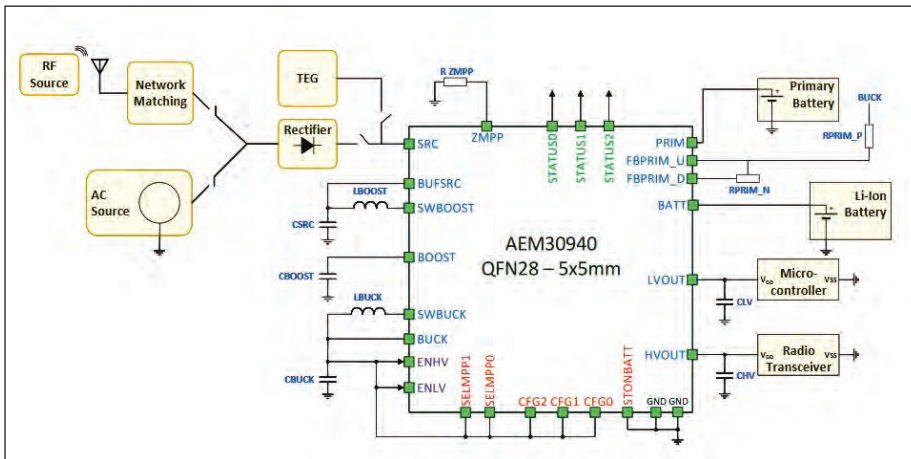 RF
Source
Network
Matching
TEG
Rectifier
AC
Source
R ZMPP
ZMPP
STATUS0
STATUS1
STATUS2
SRC
BUFSRC
LBOOST
SWBOOST
CSRC
BOOST
CBOOST
LBUCK
SWBUCK
BUCK
ENHV
CBUCK
ENLV
AEM30940
QFN28 – 5x5mm
SELMPP1
SELMPP0
CFG2
CFG1
CFG0
STONBATT
GND
GND
PRIM
FBPRIM_U
FBPRIM_D
BATT
LVOUT
HVOUT
Primary
Battery
BUCK
RPRIM_P
RPRIM_N
Li-Ion
Battery
VDD
Micro-
controller
VSS
CLV
VDD
Radio
Transceiver
VSS
CHV